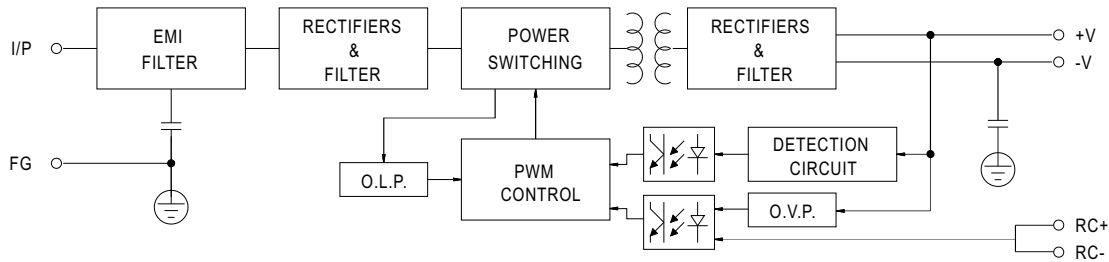 I/P
EMI
FILTER
RECTIFIERS
&
FILTER
POWER
SWITCHING
RECTIFIERS
&
FILTER
+V
-V
FG
O.L.P.
PWM
CONTROL
DETECTION
CIRCUIT
O.V.P.
RC+
RC-